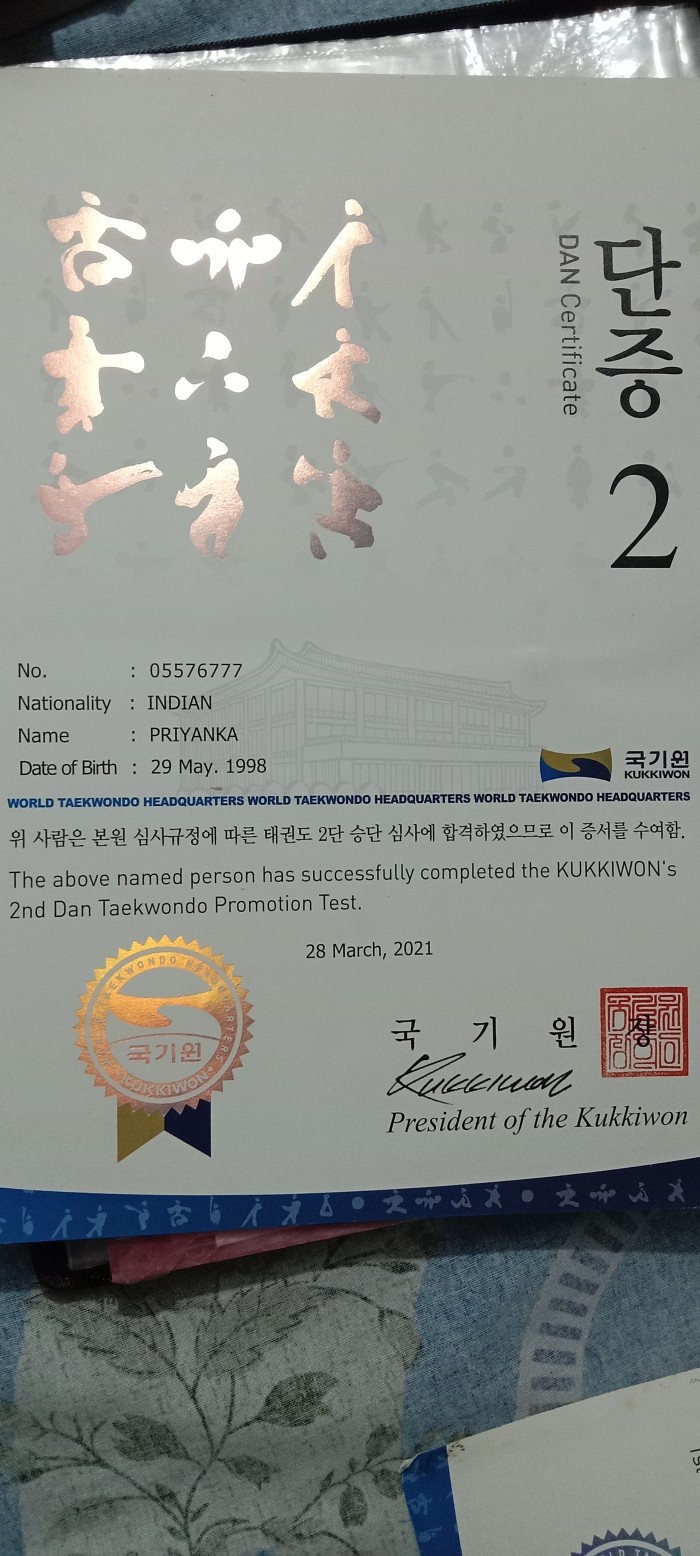 단증 2
DAN Certificate
No. : 05576777
Nationality : INDIAN
Name : PRIYANKA
Date of Birth : 29 May. 1998
국기원
KUKKIWON
WORLD TAEKWONDO HEADQUARTERS WORLD TAEKWONDO HEADQUARTERS WORLD TAEKWONDO HEADQUARTERS
위 사람은 본원 심사규정에 따른 태권도 2단 승단 심사에 합격하였으므로 이 증서를 수여함.
The above named person has successfully completed the KUKKIWON's
2nd Dan Taekwondo Promotion Test.
28 March, 2021
국기원
KUKKIWON
국 기 원 장
Kukkiwon
President of the Kukkiwon